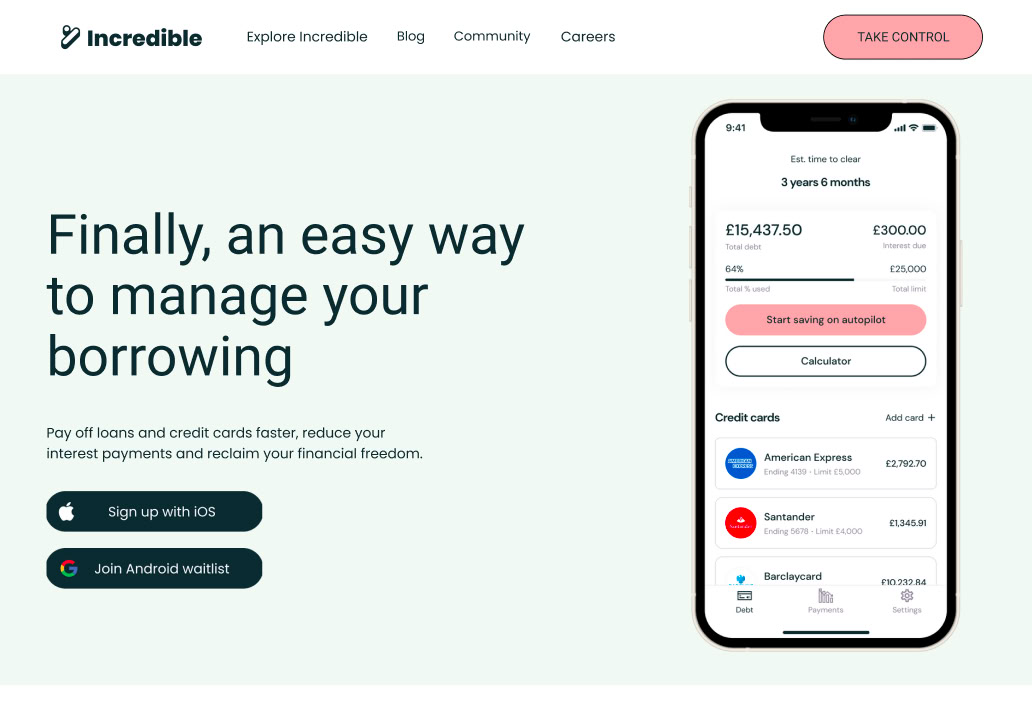 Incredible
Explore Incredible
Blog
Community
Careers
TAKE CONTROL
Finally, an easy way
to manage your
borrowing
Pay off loans and credit cards faster, reduce your
interest payments and reclaim your financial freedom.
Sign up with iOS
Join Android waitlist
9:41
Est. time to clear
3 years 6 months
£15,437.50 £300.00
Total debt Interest due
64% £25,000
Total % used Total limit
Start saving on autopilot
Calculator
Credit cards Add card +
AMERICAN
EXPRESS
American Express
Ending 4139 - Limit £5,000
£2,792.70
Santander
Santander
Ending 5678 - Limit £4,000
£1,345.91
Barclaycard
£10,232.84
Debt Payments Settings